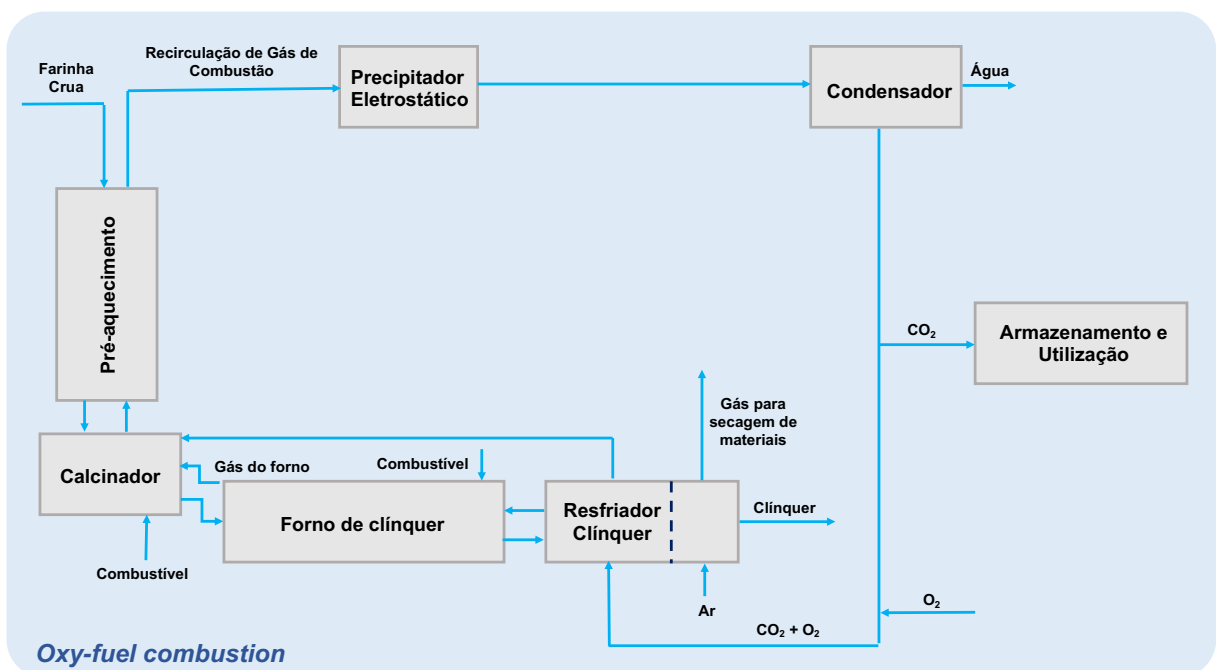 Recirculação de Gás de
Combustão
Farinha
Crua
Precipitador
Eletrostático
Condensador
Água
Pré-aquecimento
CO₂
Armazenamento e
Utilização
Gás para
secagem de
materiais
Calcinador
Gás do forno
Combustível
Forno de clínquer
Resfriador
Clínquer
Clínquer
Combustível
Ar
O₂
CO₂ + O₂
Oxy-fuel combustion